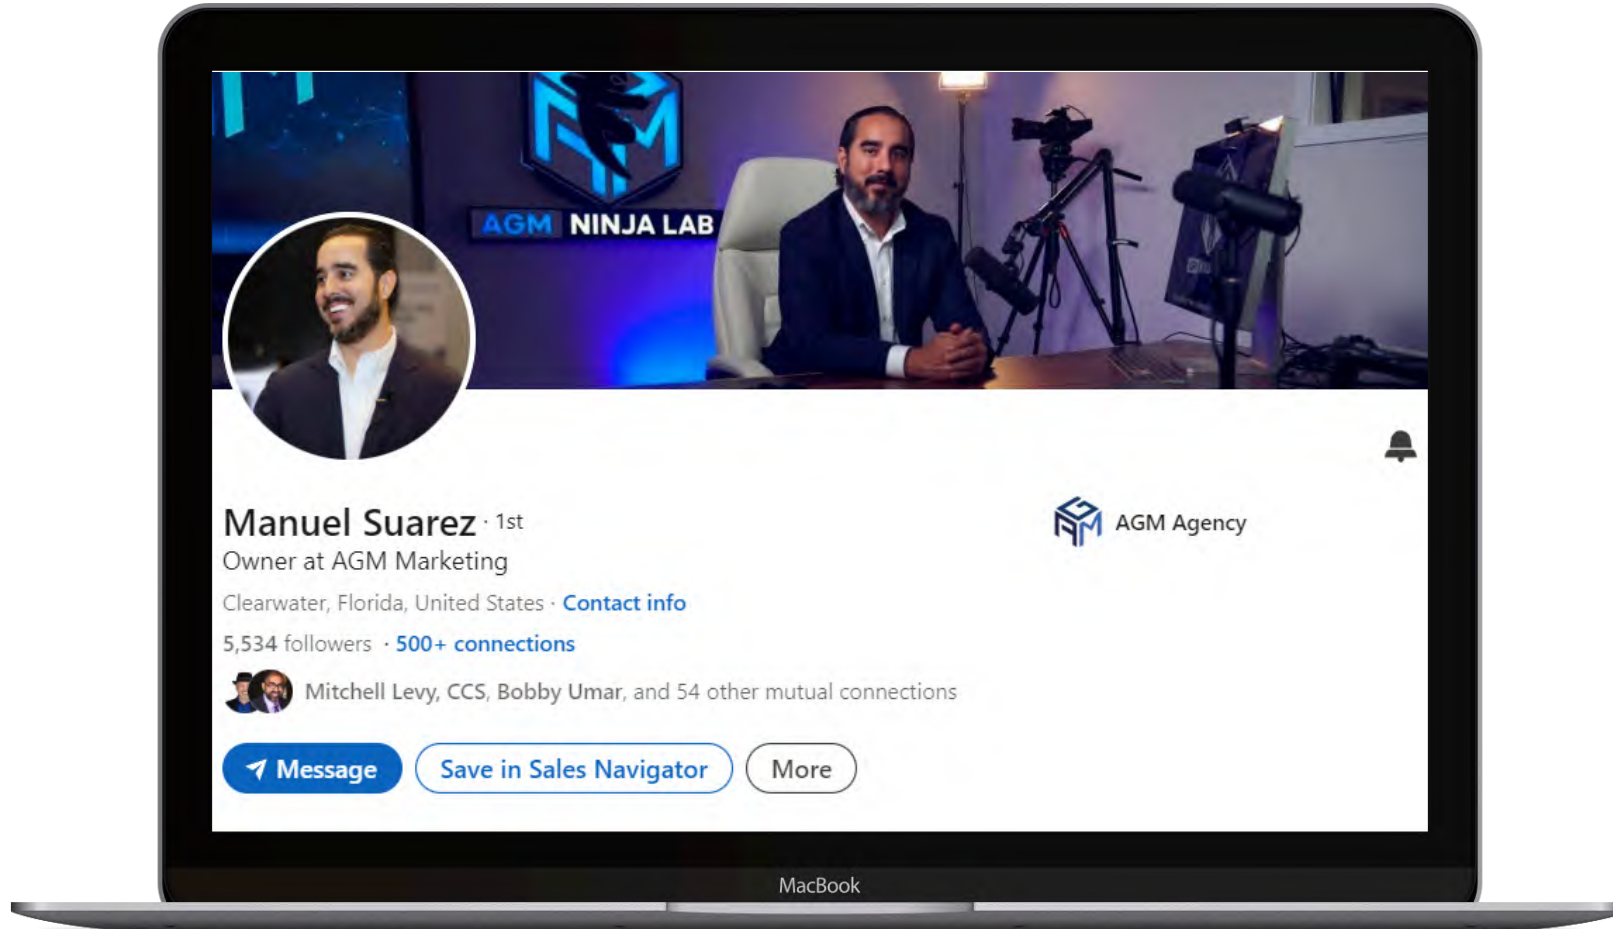 AGM NINJA LAB
Manuel Suarez · 1st
Owner at AGM Marketing
Clearwater, Florida, United States · Contact info
5,534 followers · 500+ connections
Mitchell Levy, CCS, Bobby Umar, and 54 other mutual connections
AGM Agency
Message
Save in Sales Navigator
More
MacBook